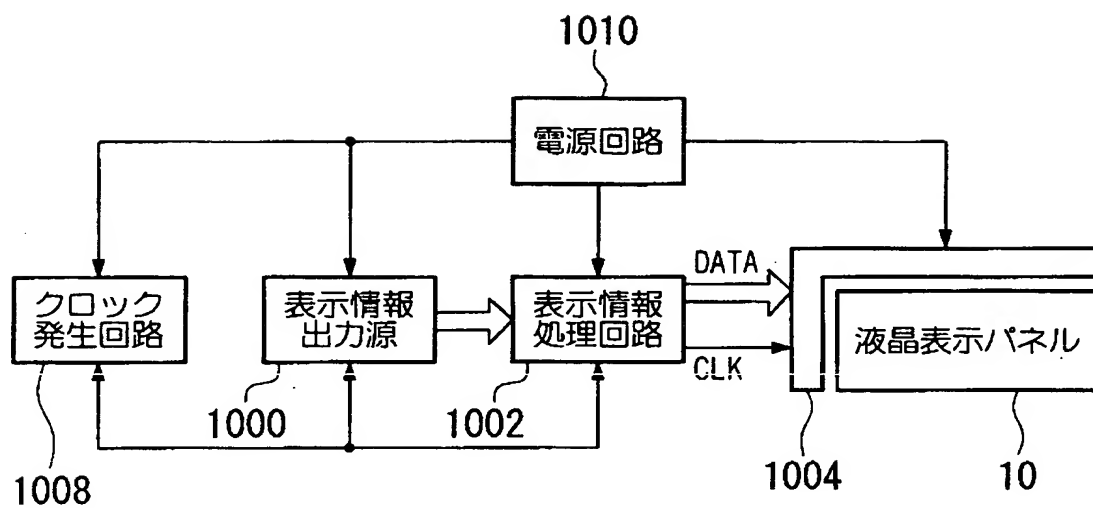 1010
電源回路
DATA
クロック
発生回路
表示情報
出力源
表示情報
処理回路
液晶表示パネル
CLK
1000
1002
1008
1004
10